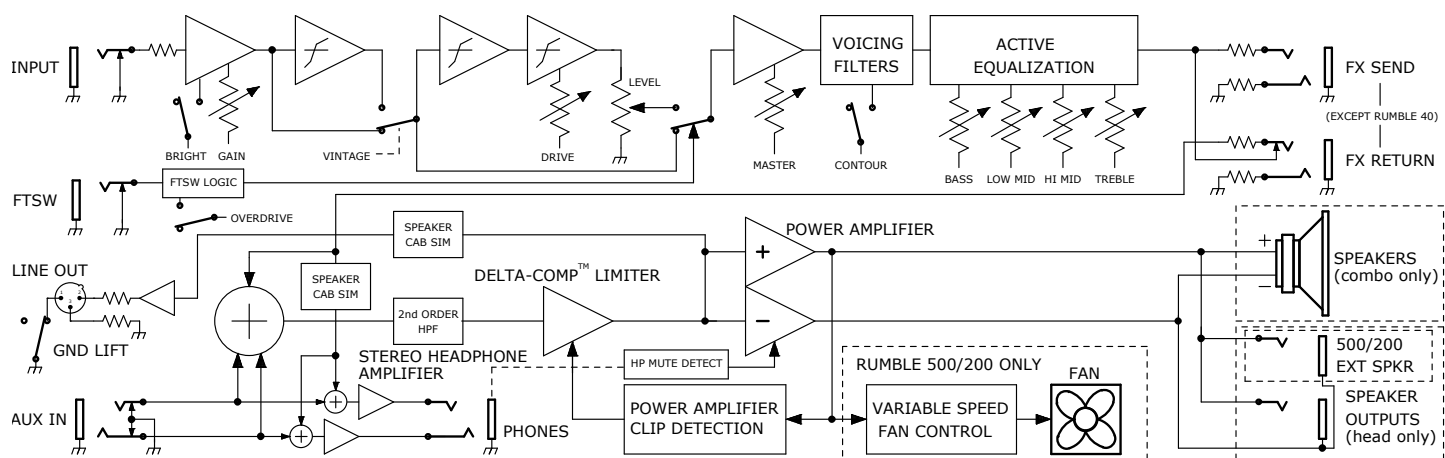 INPUT
BRIGHT
GAIN
VINTAGE
DRIVE
LEVEL
MASTER
VOICING
FILTERS
CONTOUR
ACTIVE
EQUALIZATION
BASS
LOW MID
HI MID
TREBLE
FX SEND
(EXCEPT RUMBLE 40)
FX RETURN
FTSW
FTSW LOGIC
OVERDRIVE
SPEAKER
CAB SIM
POWER AMPLIFIER
+
−
SPEAKERS
(combo only)
+
−
LINE OUT
1
2
3
GND LIFT
SPEAKER
CAB SIM
2nd ORDER
HPF
DELTA-COMP™ LIMITER
STEREO HEADPHONE
AMPLIFIER
HP MUTE DETECT
RUMBLE 500/200 ONLY
FAN
500/200
EXT SPKR
AUX IN
PHONES
POWER AMPLIFIER
CLIP DETECTION
VARIABLE SPEED
FAN CONTROL
SPEAKER
OUTPUTS
(head only)